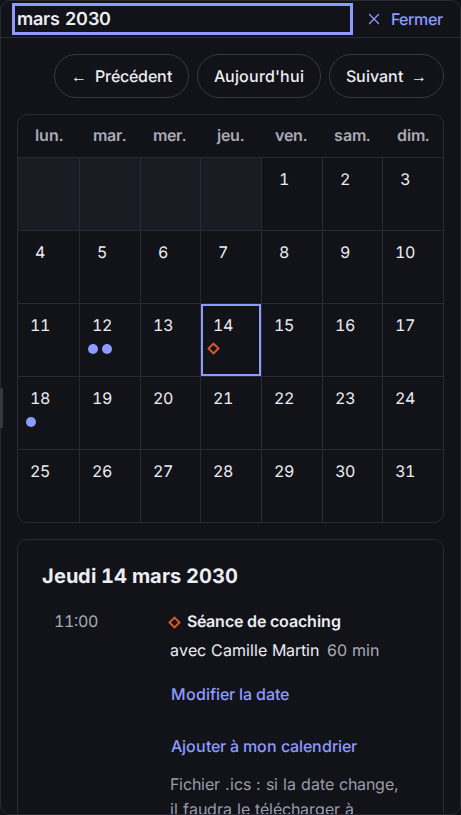 mars 2030
Fermer
← Précédent
Aujourd'hui
Suivant →
lun. mar. mer. jeu. ven. sam. dim.
1 2 3
4 5 6 7 8 9 10
11 12 13 14 15 16 17
18 19 20 21 22 23 24
25 26 27 28 29 30 31
Jeudi 14 mars 2030
11:00
Séance de coaching
avec Camille Martin 60 min
Modifier la date
Ajouter à mon calendrier
Fichier .ics : si la date change,
il faudra le télécharger à